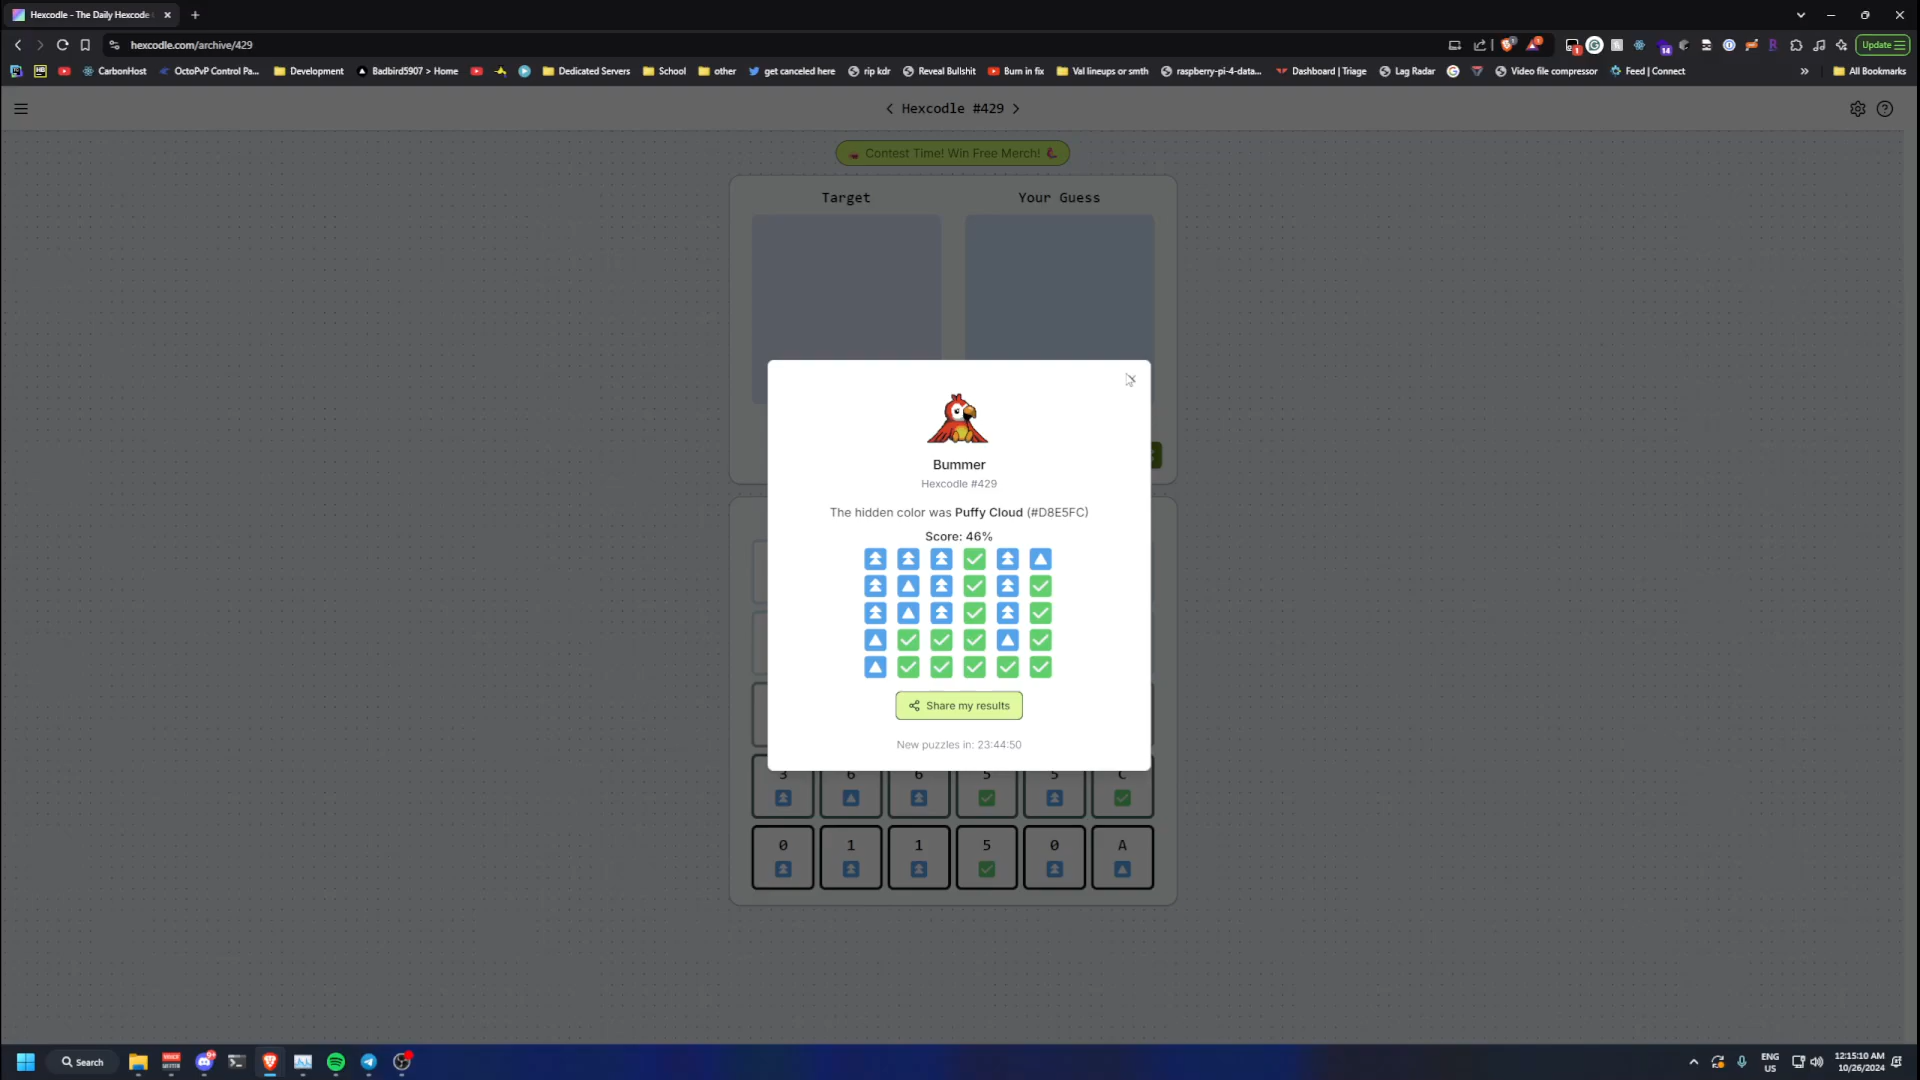 Hexcodle - The Daily Hexcode
hexcodle.com/archive/429
Update
CarbonHost
OctoPvP Control Pa...
Development
Badbird5907 > Home
Dedicated Servers
School
other
get canceled here
rip kdr
Reveal Bullshit
Burn in fix
Val lineups or smth
raspberry-pi-4-data...
Dashboard | Triage
Lag Radar
Video file compressor
Feed | Connect
All Bookmarks
Hexcodle #429
Contest Time! Win Free Merch!
Target
Your Guess
Bummer
Hexcodle #429
The hidden color was Puffy Cloud (#D8E5FC)
Score: 46%
Share my results
New puzzles in: 23:44:50
3 6 6 5 5 C
0 1 1 5 0 A
Search
ENG
US
12:15:10 AM
10/26/2024